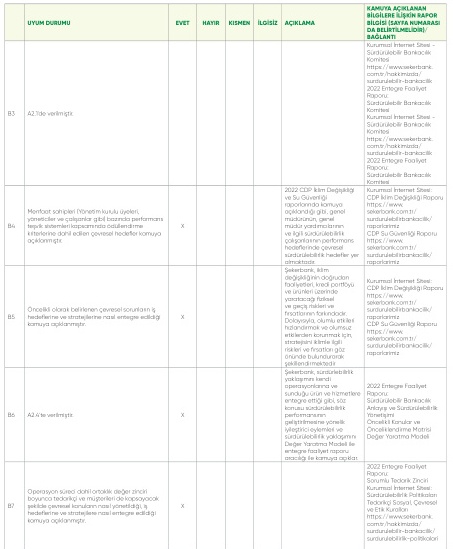 UYUM DURUMU
EVET
HAYIR
KISMEN
İLGİSİZ
AÇIKLAMA
KAMUYA AÇIKLANAN
BİLGİLERE İLİŞKİN RAPOR
BİLGİSİ (SAYFA NUMARASI
DA BELİRTİLMELİDİR)/
BAĞLANTI
B3
A2.1'de verilmiştir.
Kurumsal İnternet Sitesi -
Sürdürülebilir Bankacılık
Komitesi
https://www.sekerbank.
com.tr/hakkimizda/
surdurulebilir-bankacilik
2022 Entegre Faaliyet
Raporu:
Sürdürülebilir Bankacılık
Komitesi
Kurumsal İnternet Sitesi -
Sürdürülebilir Bankacılık
Komitesi
https://www.sekerbank.
com.tr/hakkimizda/
surdurulebilir-bankacilik
2022 Entegre Faaliyet
Raporu:
Sürdürülebilir Bankacılık
Komitesi
B4
Menfaat sahipleri (Yönetim kurulu üyeleri,
yöneticiler ve çalışanlar gibi) bazında performans
teşvik sistemleri kapsamında ödüllendirme
kriterlerine dahil edilen çevresel hedefler kamuya
açıklanmıştır.
X
2022 CDP İklim Değişikliği
ve Su Güvenliği
raporlarında kamuya
açıklandığı gibi, genel
müdürünün, genel
müdür yardımcılarının
ve ilgili sürdürülebilirlik
çalışanlarının performans
hedeflerinde çevresel
sürdürülebilirlik hedefler yer
almaktadır.
Kurumsal İnternet Sitesi:
CDP İklim Değişikliği Raporu
https://www.
sekerbank.com.tr/
surdurulebilirbankacilik/
raporlarimiz
CDP Su Güvenliği Raporu
https://www.
sekerbank.com.tr/
surdurulebilirbankacilik/
raporlarimiz
B5
Öncelikli olarak belirlenen çevresel sorunların iş
hedeflerine ve stratejilerine nasıl entegre edildiği
kamuya açıklanmıştır.
X
Şekerbank, iklim
değişikliğinin doğrudan
faaliyetleri, kredi portföyü
ve ürünleri üzerinde
yaratacağı fiziksel
ve geçiş riskleri ve
fırsatlarının farkındadır.
Dolayısıyla, olumlu etkileri
hızlandırmak ve olumsuz
etkilerden korunmak için,
stratejisini iklimle ilgili
riskleri ve fırsatları göz
önünde bulundurarak
şekillendirmektedir.
Kurumsal İnternet Sitesi:
CDP İklim Değişikliği Raporu
https://www.
sekerbank.com.tr/
surdurulebilirbankacilik/
raporlarimiz
CDP Su Güvenliği Raporu
https://www.
sekerbank.com.tr/
surdurulebilirbankacilik/
raporlarimiz
B6
A2.4'te verilmiştir.
X
Şekerbank, sürdürülebilirlik
yaklaşımını kendi
operasyonlarına ve
sunduğu ürün ve hizmetlere
entegre ettiği gibi, söz
konusu sürdürülebilirlik
performansının
geliştirilmesine yönelik
iyileştirici eylemleri ve
sürdürülebilirlik yaklaşımını
Değer Yaratma Modeli ile
entegre faaliyet raporu
aracılığı ile kamuya açıklar.
2022 Entegre Faaliyet
Raporu:
Sürdürülebilir Bankacılık
Anlayışı ve Sürdürülebilirlik
Yönetişimi
Öncelikli Konular ve
Önceliklendirme Matrisi
Değer Yaratma Modeli
B7
Operasyon süreci dahil ortaklık değer zinciri
boyunca tedarikçi ve müşterileri de kapsayacak
şekilde çevresel konuların nasıl yönetildiği, iş
hedeflerine ve stratejilere nasıl entegre edildiği
kamuya açıklanmıştır.
X
2022 Entegre Faaliyet
Raporu:
Sorumlu Tedarik Zinciri
Kurumsal İnternet Sitesi:
Sürdürülebilirlik Politikaları
Tedarikçi Sosyal, Çevresel
ve Etik Kuralları
https://www.sekerbank.
com.tr/hakkimizda/
surdurulebilir-bankacilik/
surdurulebilirlik-politikalari